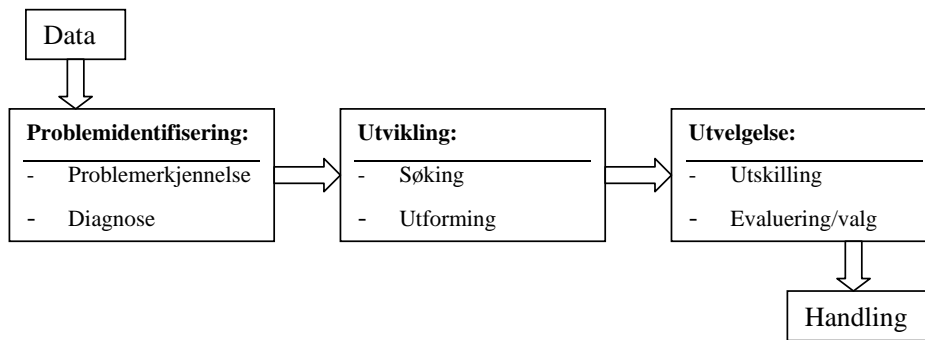 Data
Problemidentifisering:
- Problemerkjennelse
- Diagnose
Utvikling:
- Søking
- Utforming
Utvelgelse:
- Utskilling
- Evaluering/valg
Handling